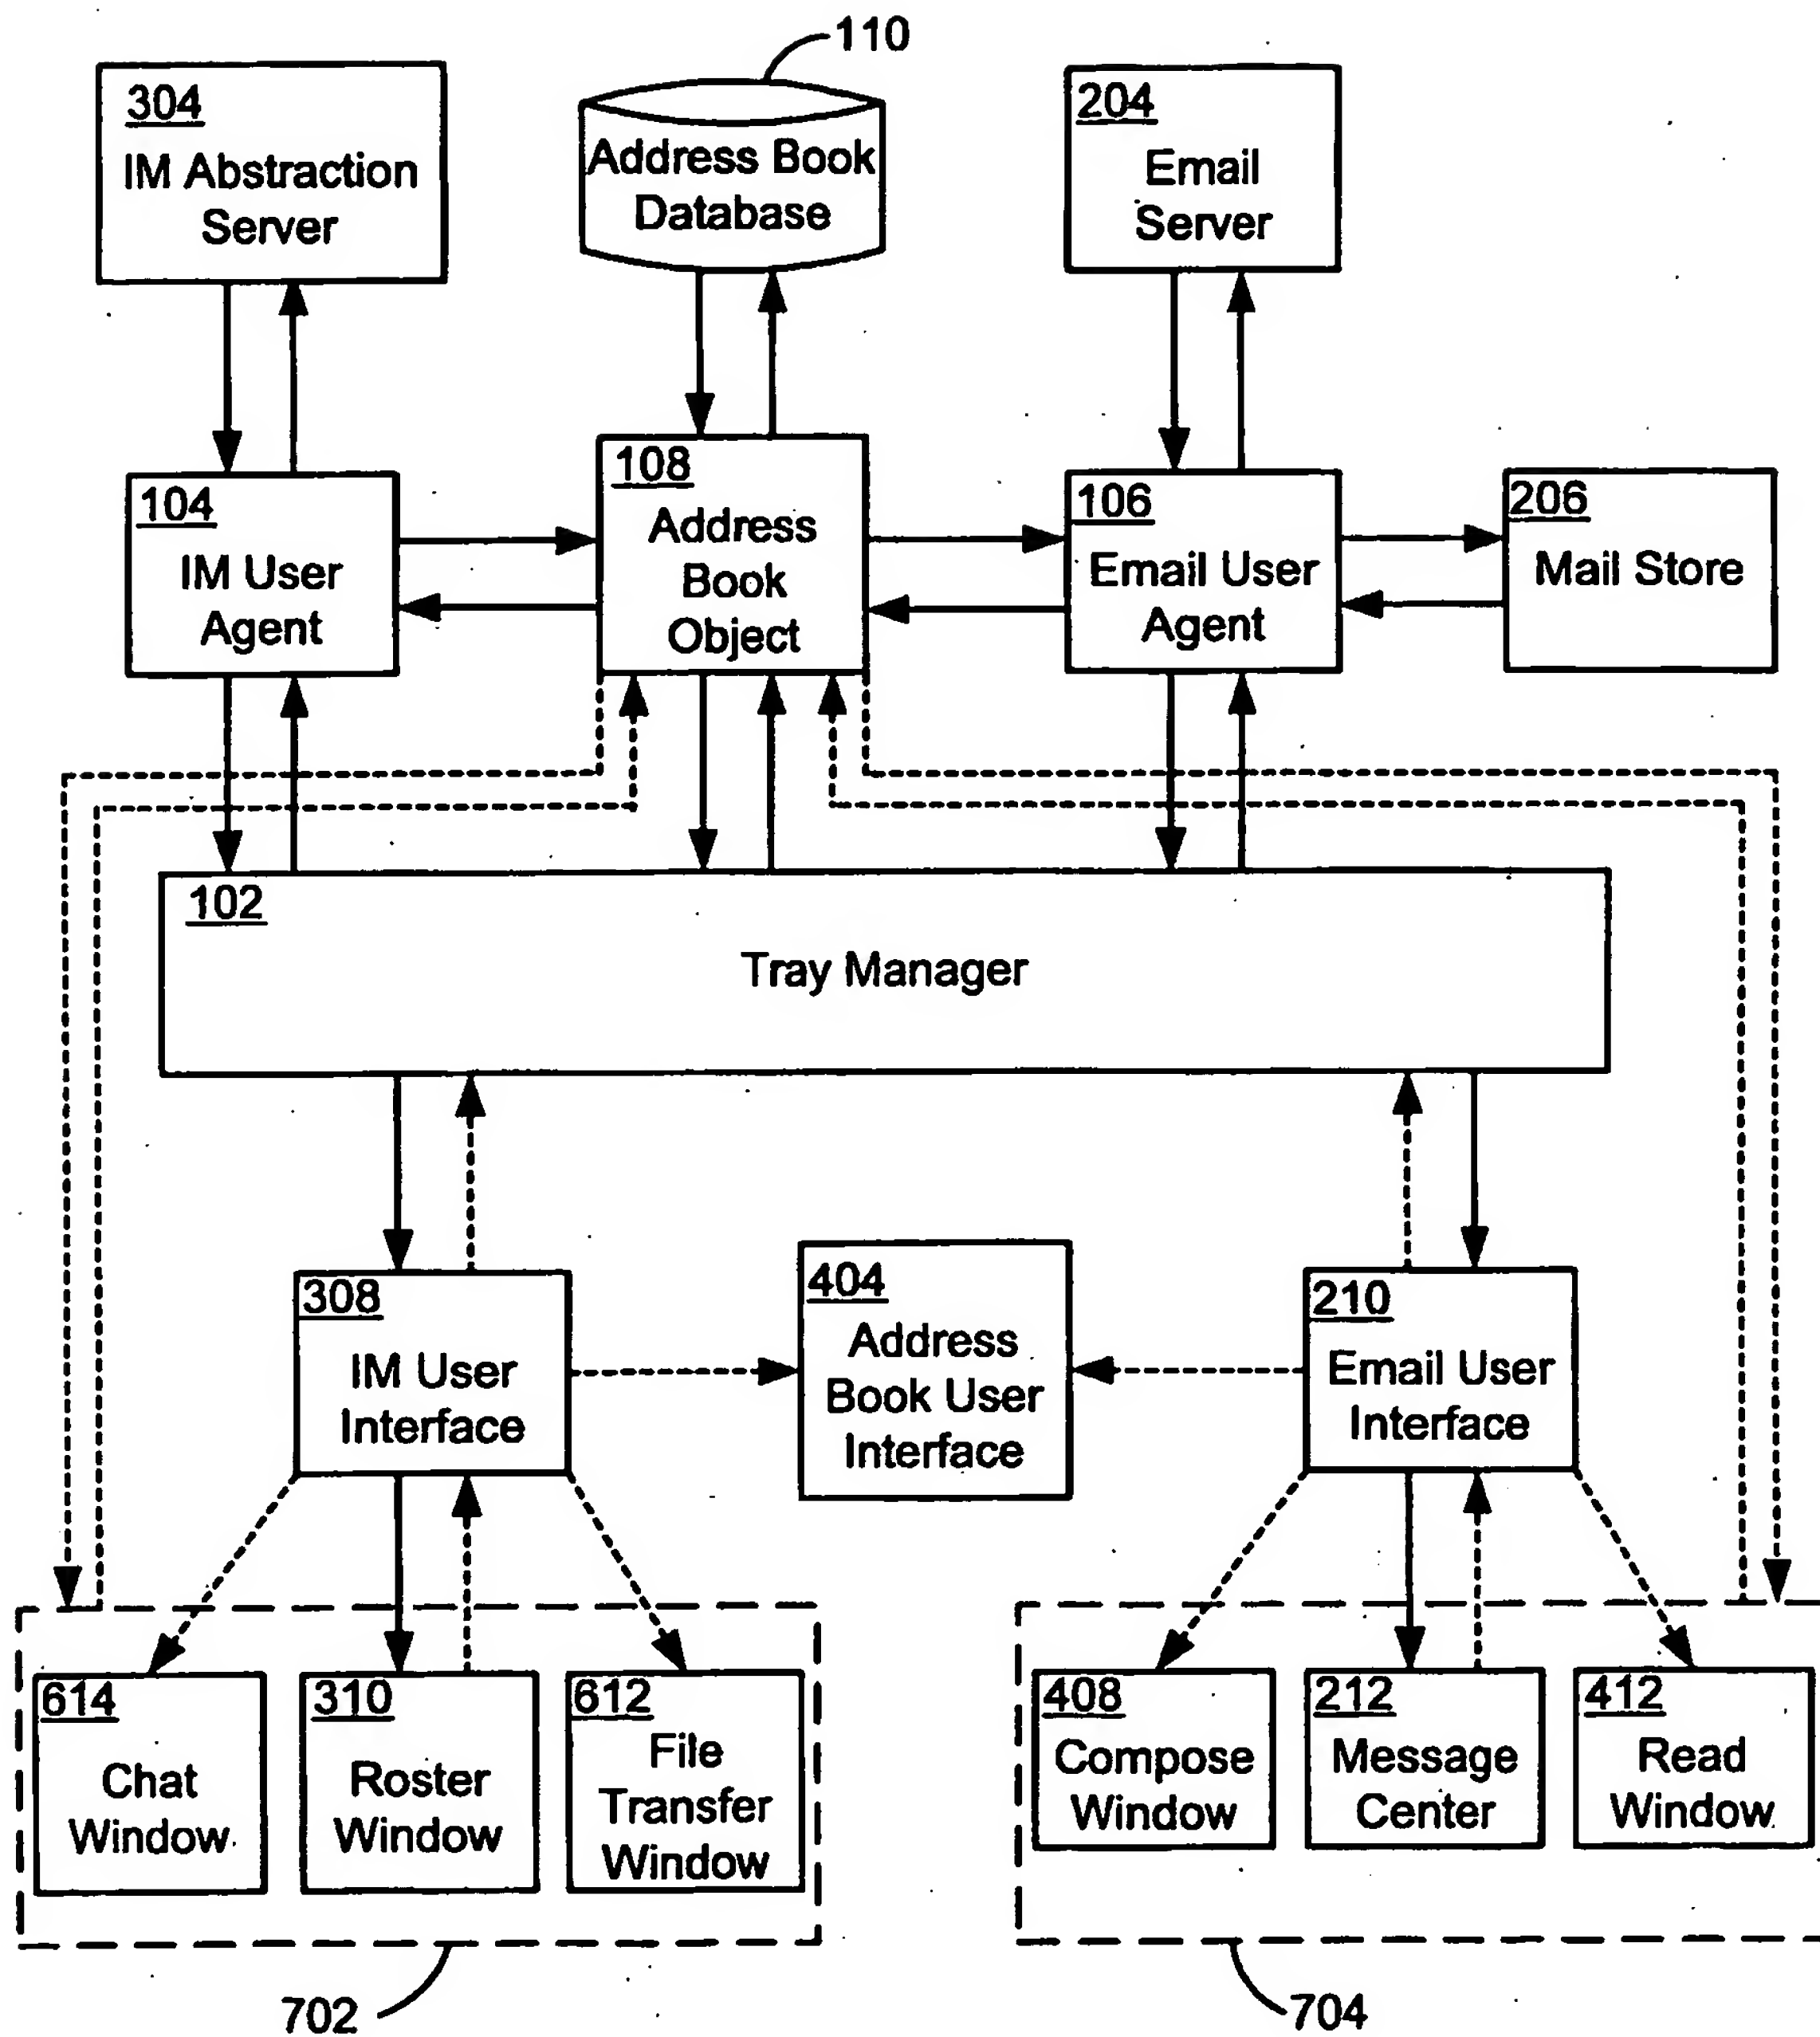 110
304
IM Abstraction
Server
Address Book
Database
204
Email
Server
104
IM User
Agent
108
Address
Book
Object
106
Email User
Agent
206
Mail Store
102
Tray Manager
308
IM User
Interface
404
Address
Book User
Interface
210
Email User
Interface
614
Chat
Window
310
Roster
Window
612
File
Transfer
Window
408
Compose
Window
212
Message
Center
412
Read
Window
702
704